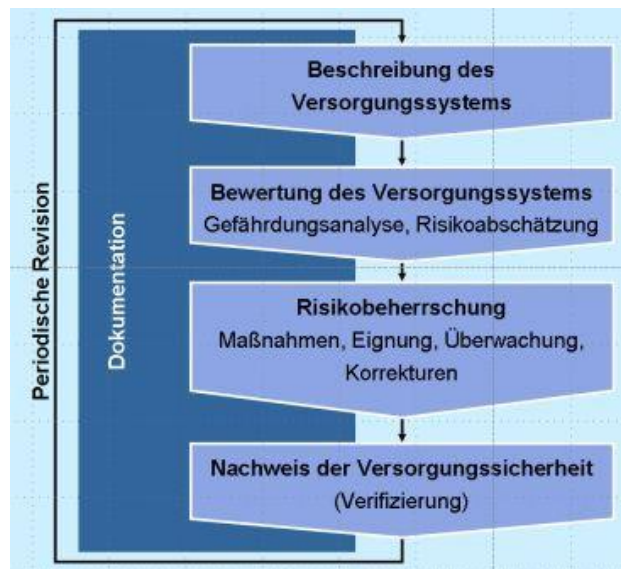 Periodische Revision
Dokumentation
Beschreibung des
Versorgungssystems
Bewertung des Versorgungssystems
Gefährdungsanalyse, Risikoabschätzung
Risikobeherrschung
Maßnahmen, Eignung, Überwachung,
Korrekturen
Nachweis der Versorgungssicherheit
(Verifizierung)